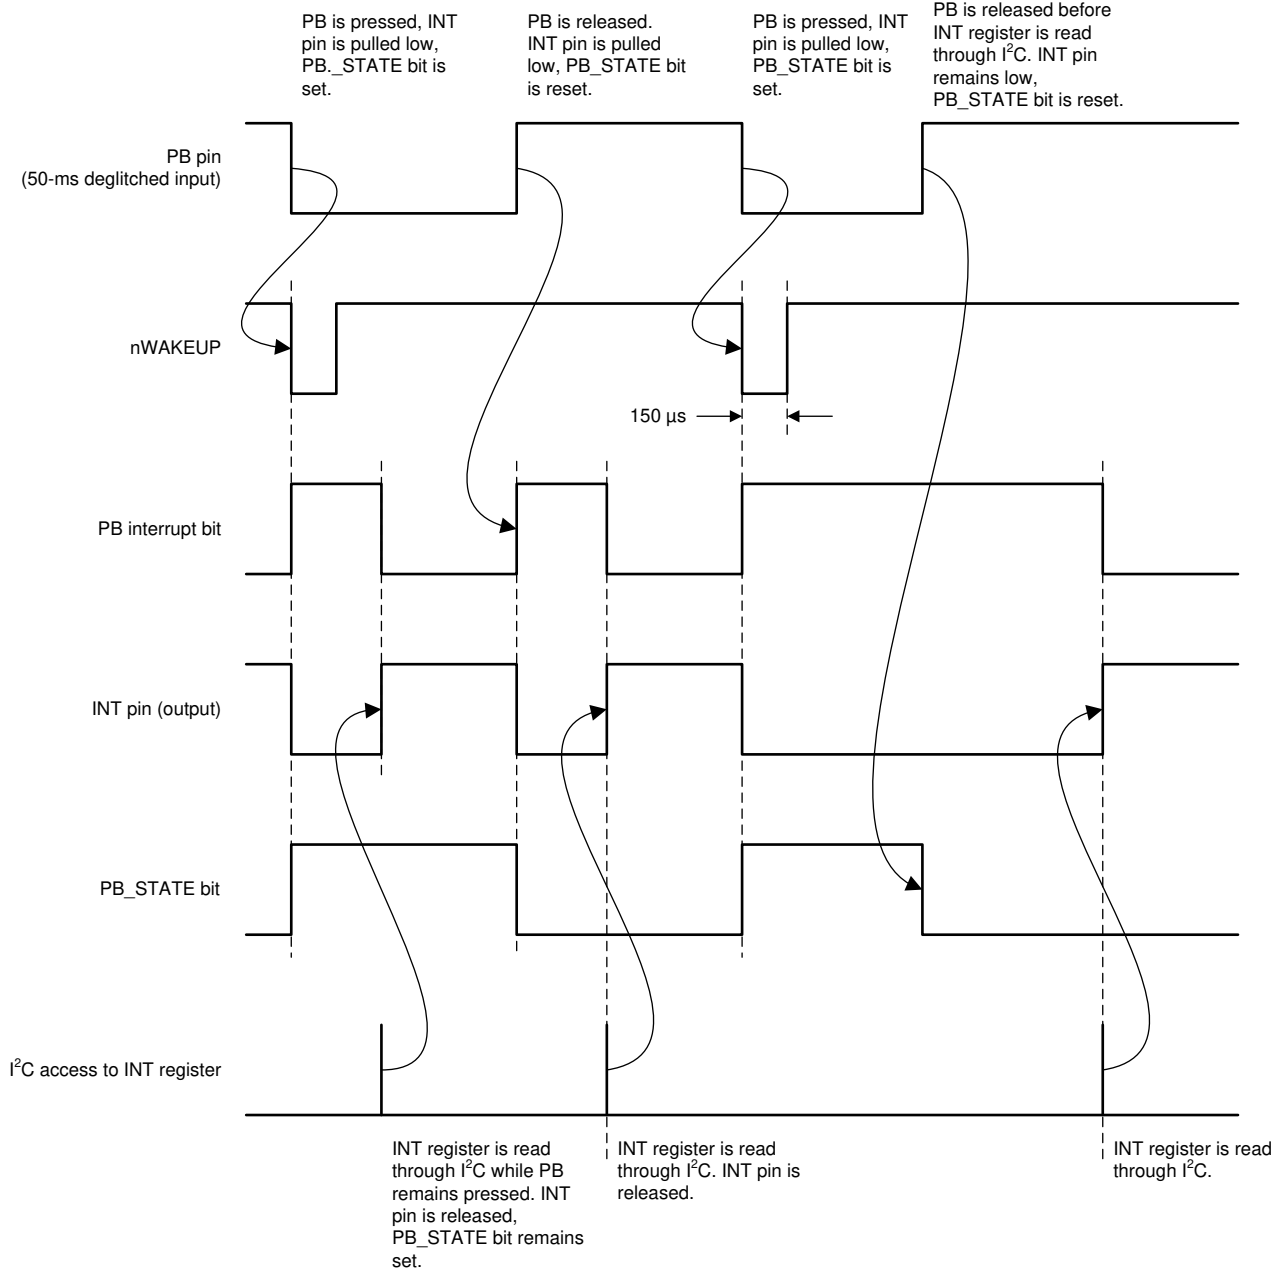 PB is pressed, INT
pin is pulled low,
PB._STATE bit is
set.
PB is released.
INT pin is pulled
low, PB_STATE bit
is reset.
PB is pressed, INT
pin is pulled low,
PB_STATE bit is
set.
PB is released before
INT register is read
through I²C. INT pin
remains low,
PB_STATE bit is reset.
PB pin
(50-ms deglitched input)
nWAKEUP
150 µs
PB interrupt bit
INT pin (output)
PB_STATE bit
I²C access to INT register
INT register is read
through I²C while PB
remains pressed. INT
pin is released,
PB_STATE bit remains
set.
INT register is read
through I²C. INT pin is
released.
INT register is read
through I²C.